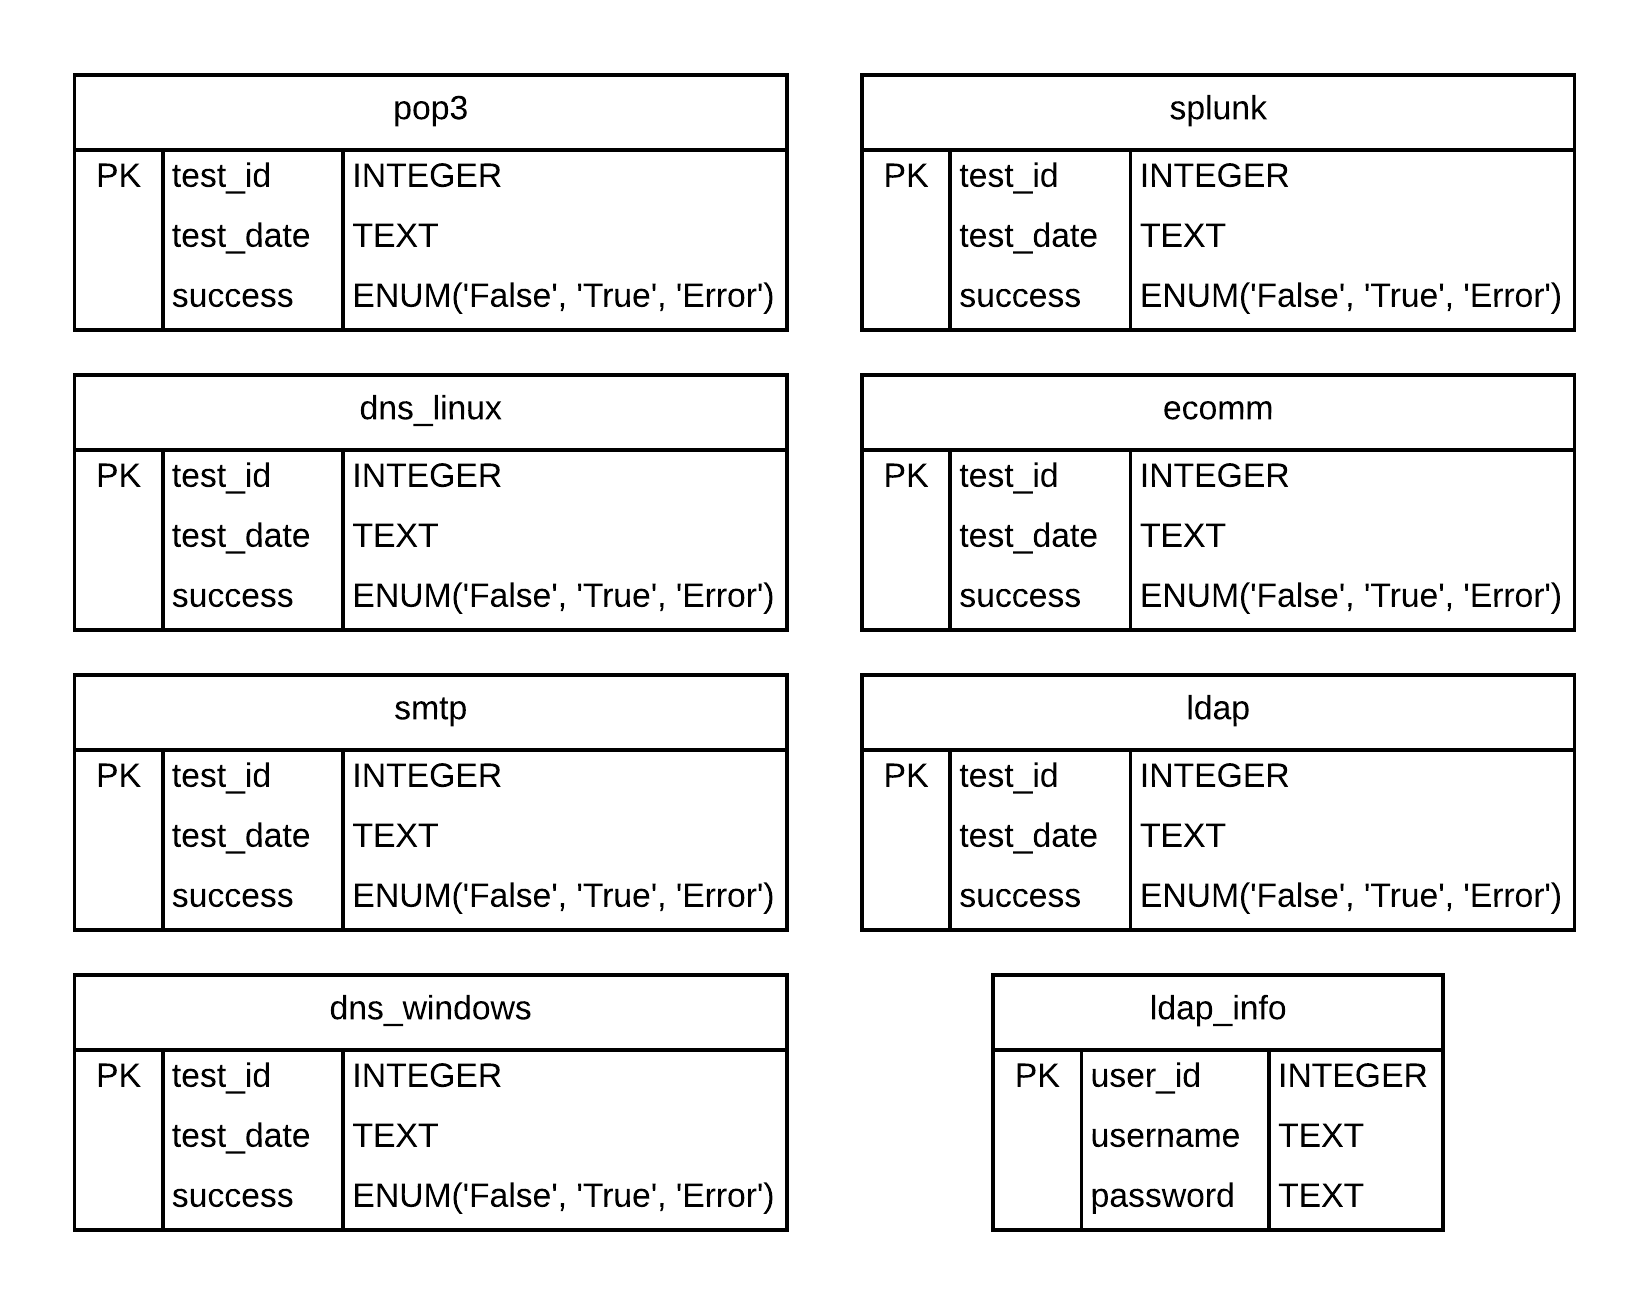 pop3
PK test_id INTEGER
test_date TEXT
success ENUM('False', 'True', 'Error')
splunk
PK test_id INTEGER
test_date TEXT
success ENUM('False', 'True', 'Error')
dns_linux
PK test_id INTEGER
test_date TEXT
success ENUM('False', 'True', 'Error')
ecomm
PK test_id INTEGER
test_date TEXT
success ENUM('False', 'True', 'Error')
smtp
PK test_id INTEGER
test_date TEXT
success ENUM('False', 'True', 'Error')
ldap
PK test_id INTEGER
test_date TEXT
success ENUM('False', 'True', 'Error')
dns_windows
PK test_id INTEGER
test_date TEXT
success ENUM('False', 'True', 'Error')
ldap_info
PK user_id INTEGER
username TEXT
password TEXT